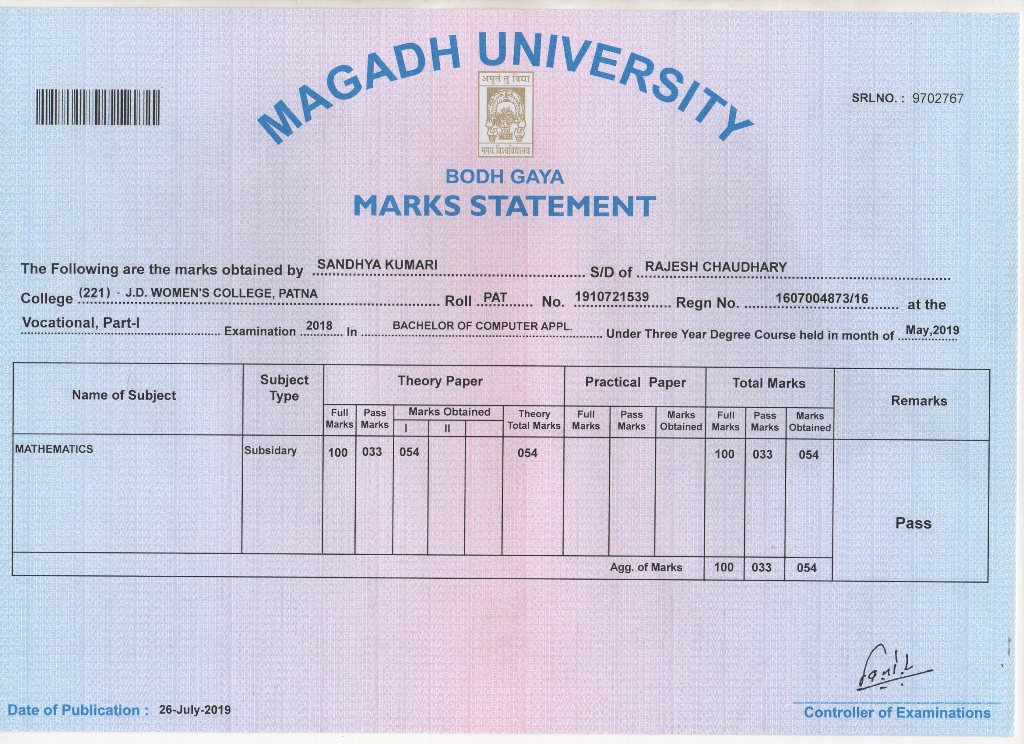 MAGADH UNIVERSITY
SRLNO. : 9702767
मगध विश्वविद्यालय
BODH GAYA
MARKS STATEMENT
The Following are the marks obtained by SANDHYA KUMARI S/D of RAJESH CHAUDHARY
College (221) - J.D. WOMEN'S COLLEGE, PATNA Roll PAT No. 1910721539 Regn No. 1607004873/16 at the
Vocational, Part-I Examination 2018 In BACHELOR OF COMPUTER APPL. Under Three Year Degree Course held in month of May,2019
Name of Subject Subject Type Theory Paper Practical Paper Total Marks Remarks
Full Marks Pass Marks Marks Obtained Theory Total Marks Full Marks Pass Marks Marks Obtained Full Marks Pass Marks Marks Obtained
I II
MATHEMATICS Subsidary 100 033 054 054 100 033 054
Pass
Agg. of Marks 100 033 054
Date of Publication : 26-July-2019
Controller of Examinations